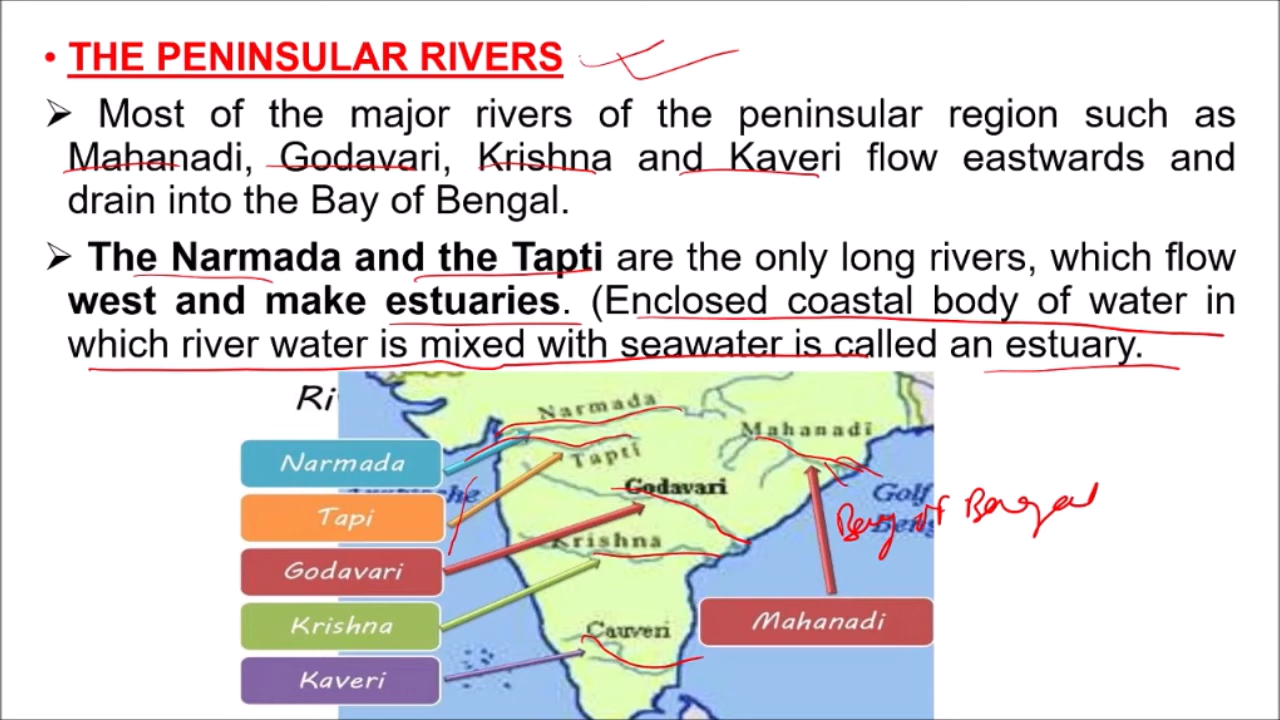 • THE PENINSULAR RIVERS
➢ Most of the major rivers of the peninsular region such as
Mahanadi, Godavari, Krishna and Kaveri flow eastwards and
drain into the Bay of Bengal.
➢ The Narmada and the Tapti are the only long rivers, which flow
west and make estuaries. (Enclosed coastal body of water in
which river water is mixed with seawater is called an estuary.
Ri
Narmada
Mahanadi
Narmada
Tapti
Godavari
Golf
Bay of Bengal
Tapi
Krishna
Godavari
Krishna
Cauveri
Mahanadi
Kaveri